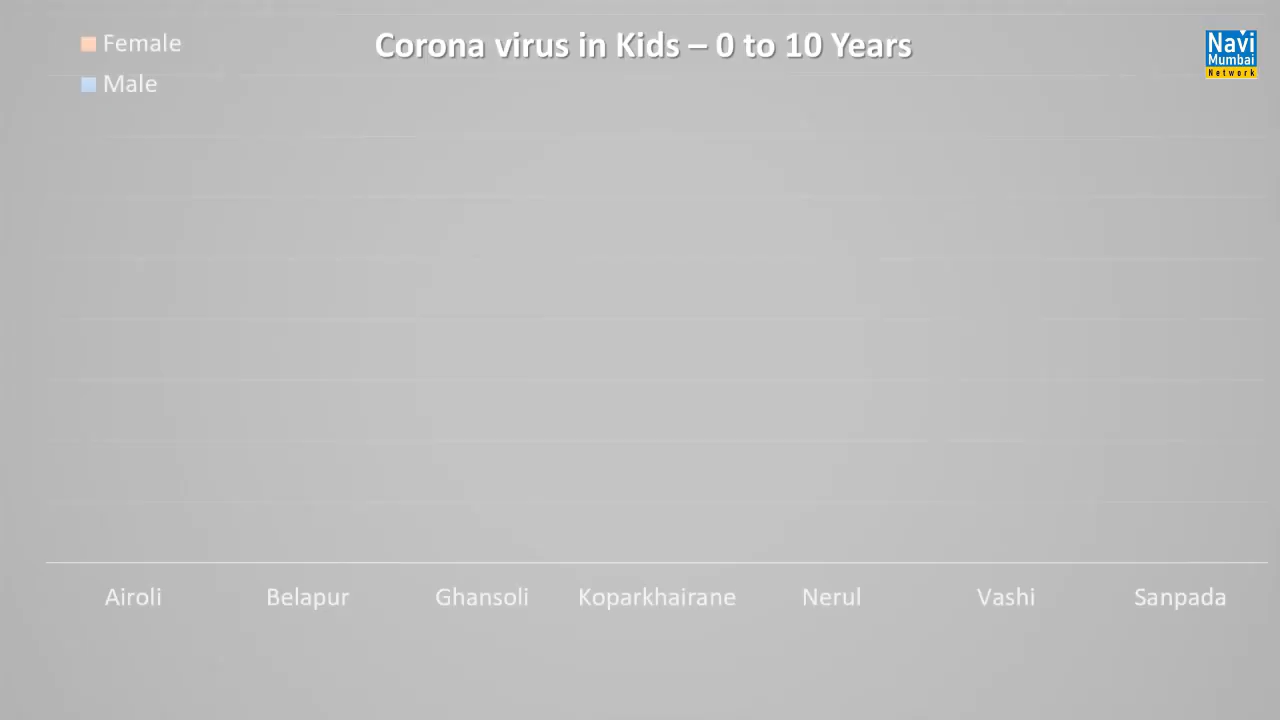 Corona virus in Kids – 0 to 10 Years
Female
Male
Navi
Mumbai
Network
Airoli
Belapur
Ghansoli
Koparkhairane
Nerul
Vashi
Sanpada